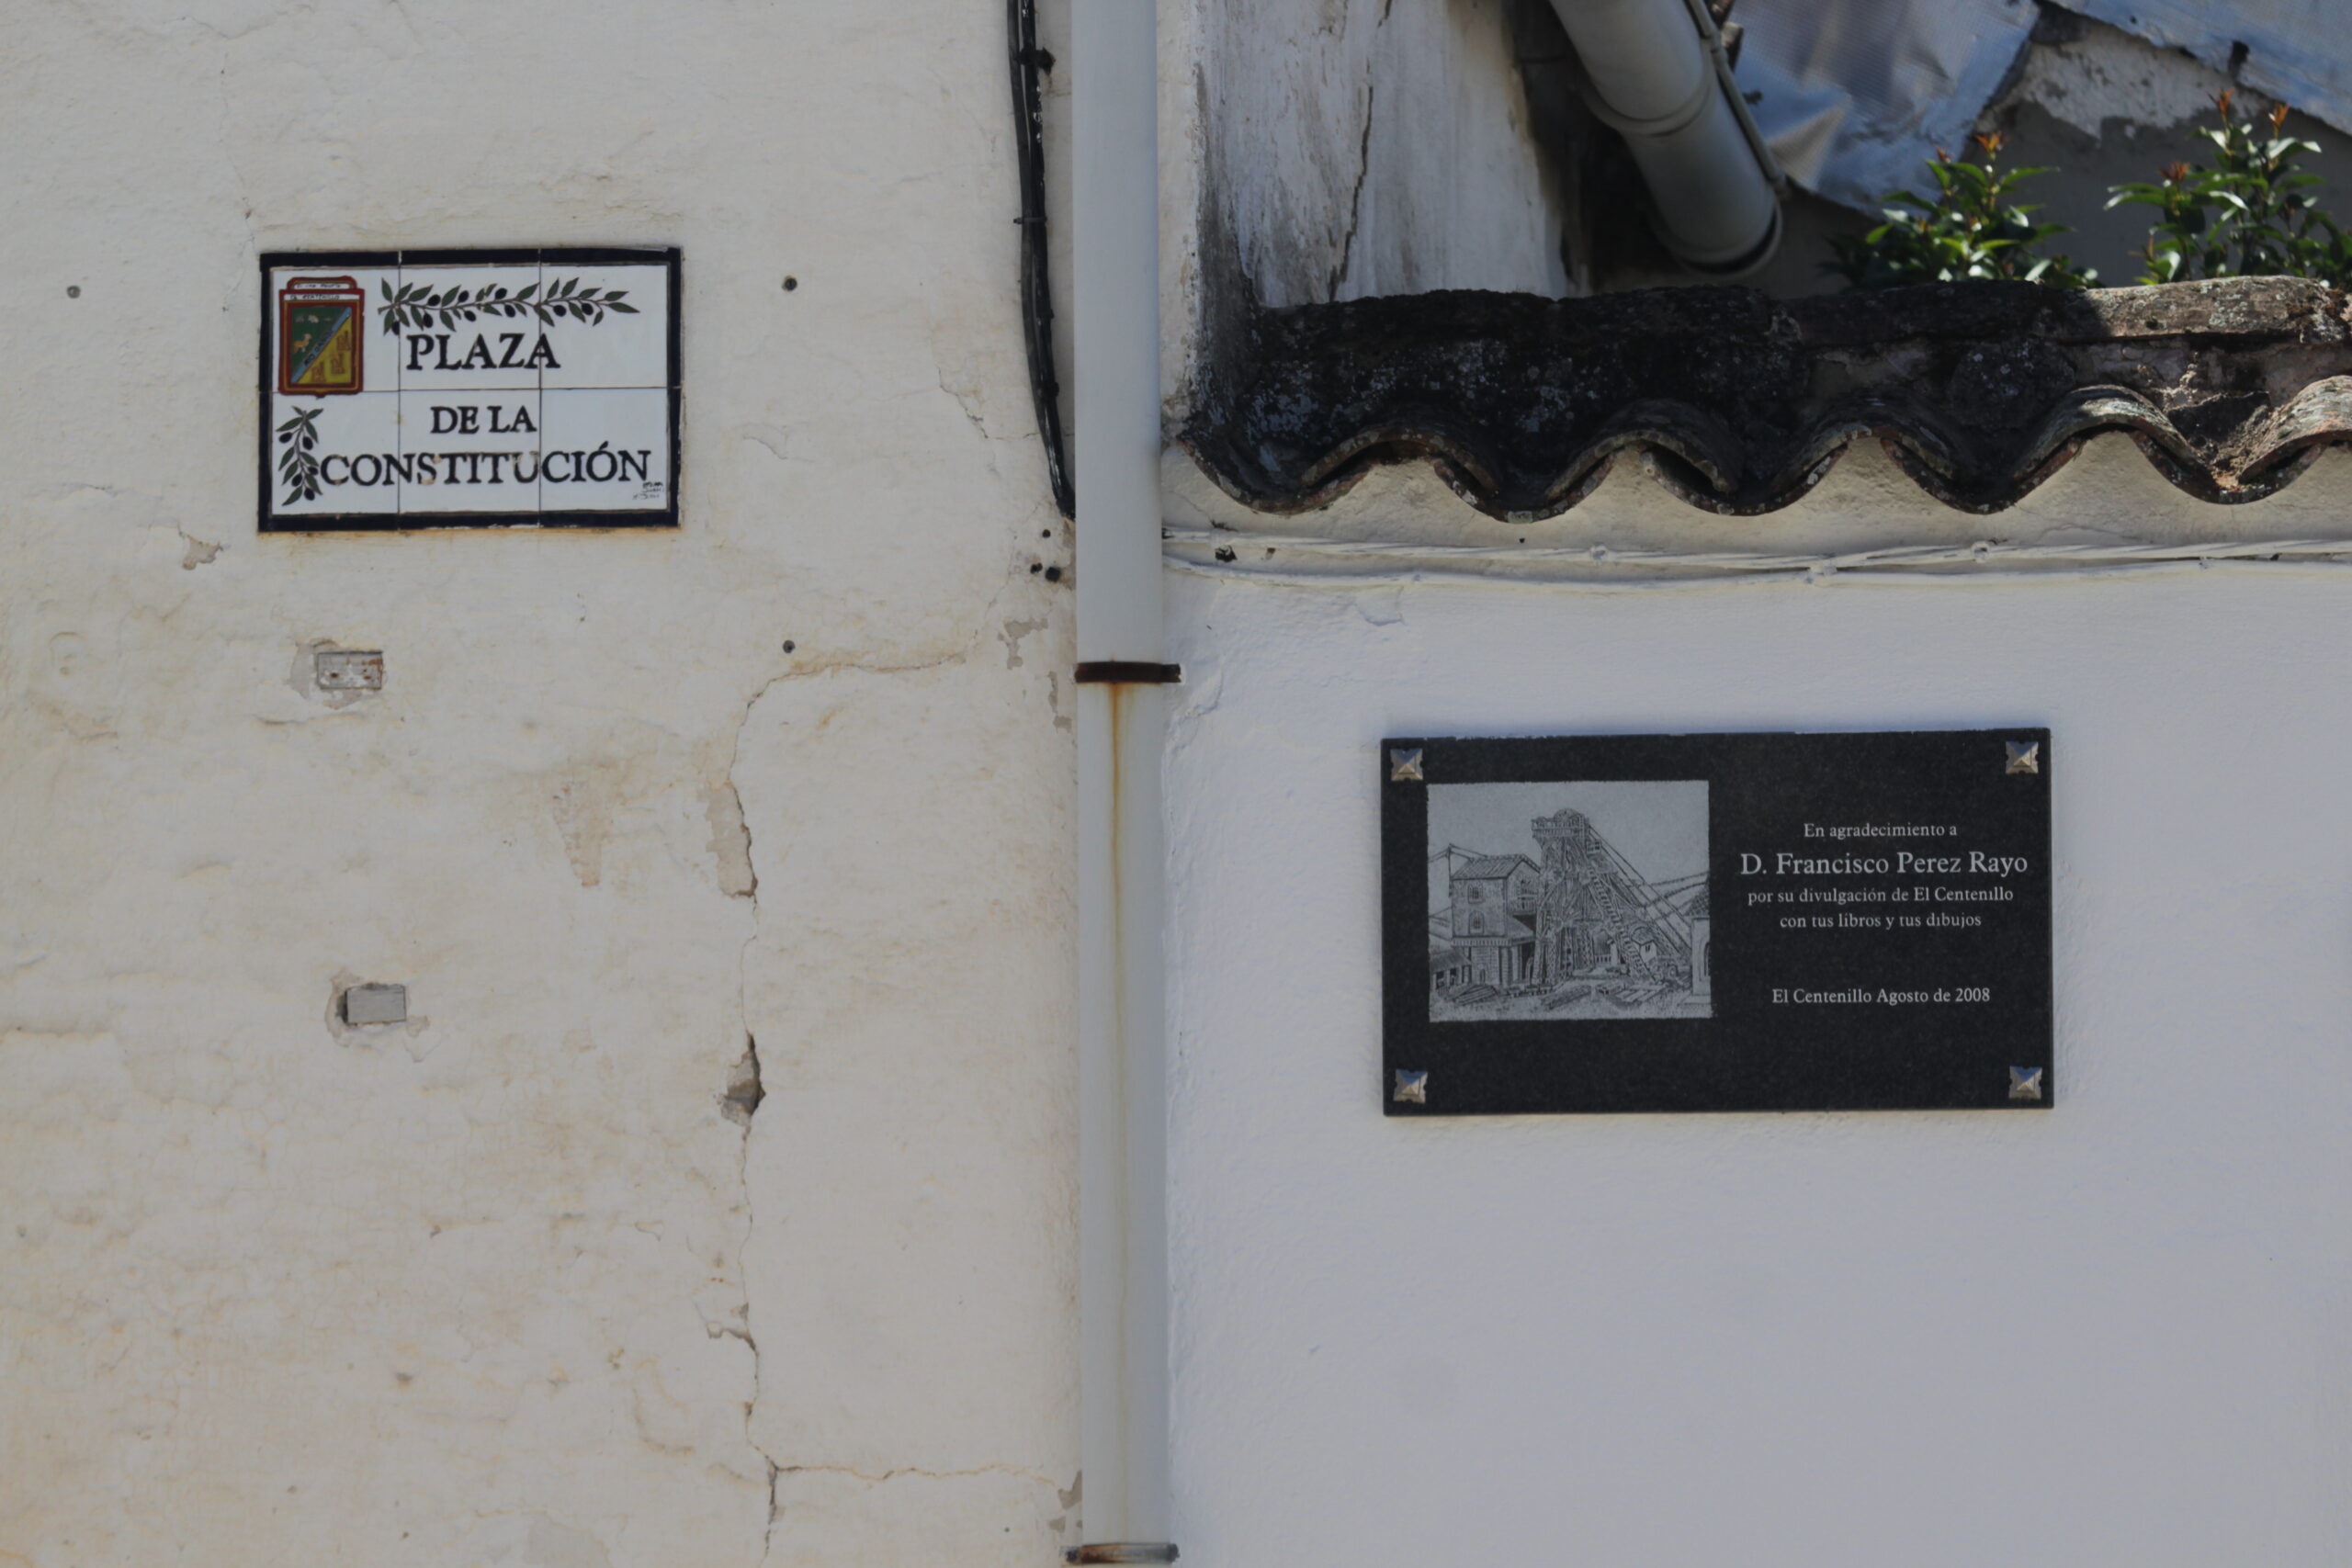 PLAZA
DE LA
CONSTITUCIÓN
En agradecimiento a
D. Francisco Perez Rayo
por su divulgación de El Centenıllo
con tus libros y tus dibujos
El Centenillo Agosto de 2008